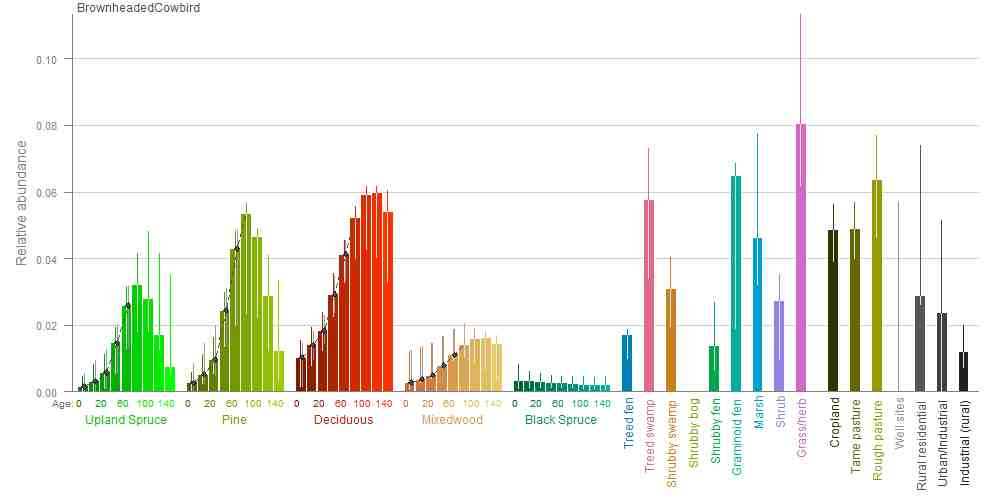 BrownheadedCowbird
Relative abundance
0.10
0.08
0.06
0.04
0.02
0.00
Age: 0 20 60 100 140 0 20 60 100 140 0 20 60 100 140 0 20 60 100 140 0 20 60 100 140
Upland Spruce Pine Deciduous Mixedwood Black Spruce
Treed fen
Treed swamp
Shrubby swamp
Shrubby bog
Shrubby fen
Graminoid fen
Marsh
Shrub
Grass/herb
Cropland
Tame pasture
Rough pasture
Well sites
Rural residential
Urban/Industrial
Industrial (rural)